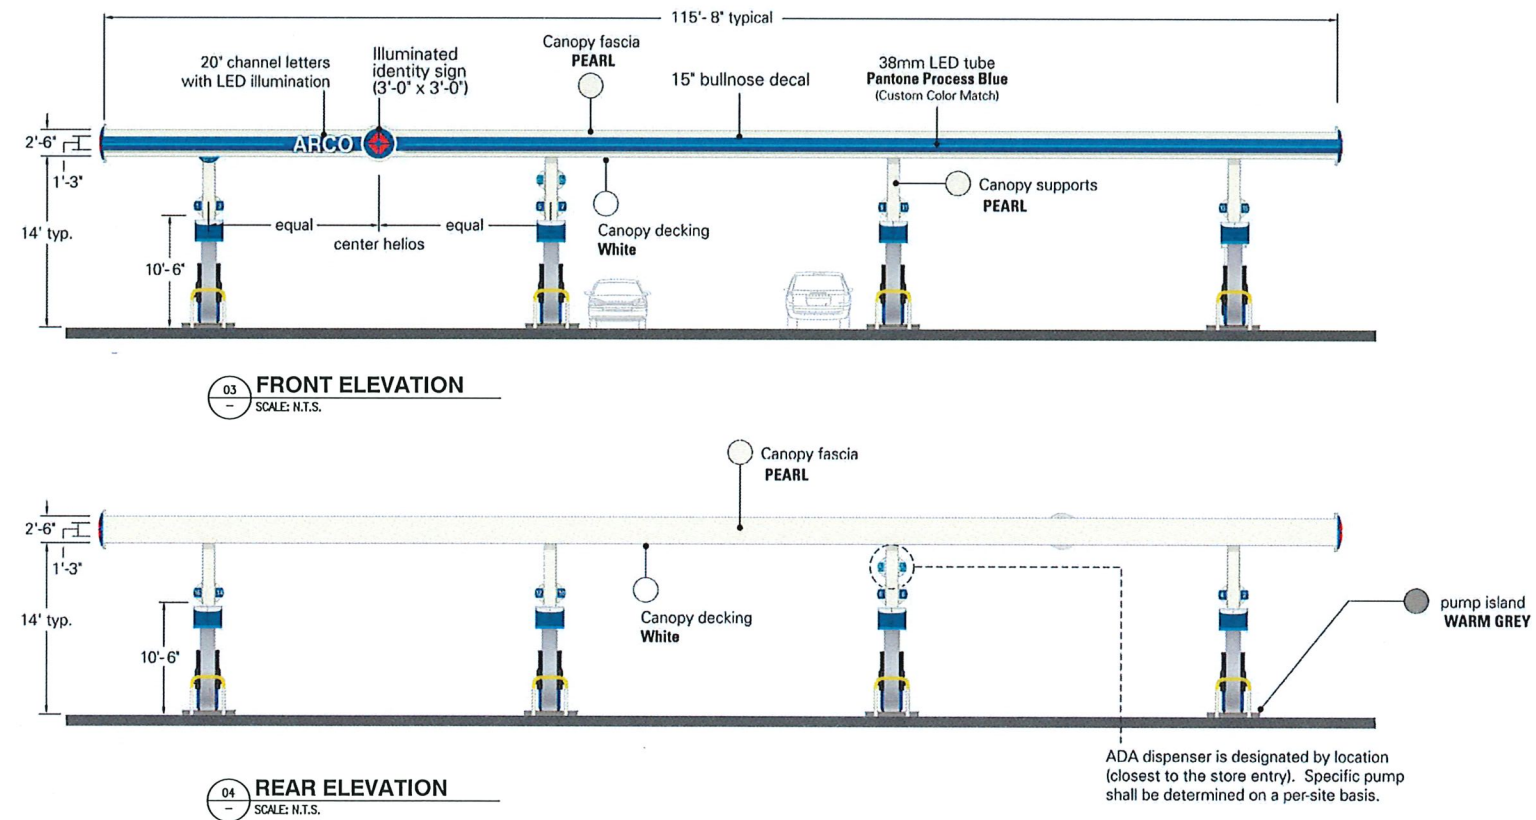 115'- 8" typical
20" channel letters
with LED illumination
Illuminated
identity sign
(3'-0" x 3'-0")
Canopy fascia
PEARL
15" bullnose decal
38mm LED tube
Pantone Process Blue
(Custom Color Match)
2'-6"
1'-3"
ARCO
Canopy supports
PEARL
14' typ.
equal
equal
center helios
Canopy decking
White
10'-6"
03
–
FRONT ELEVATION
SCALE: N.T.S.
Canopy fascia
PEARL
2'-6"
1'-3"
14' typ.
Canopy decking
White
10'-6"
pump island
WARM GREY
ADA dispenser is designated by location
(closest to the store entry). Specific pump
shall be determined on a per-site basis.
04
–
REAR ELEVATION
SCALE: N.T.S.